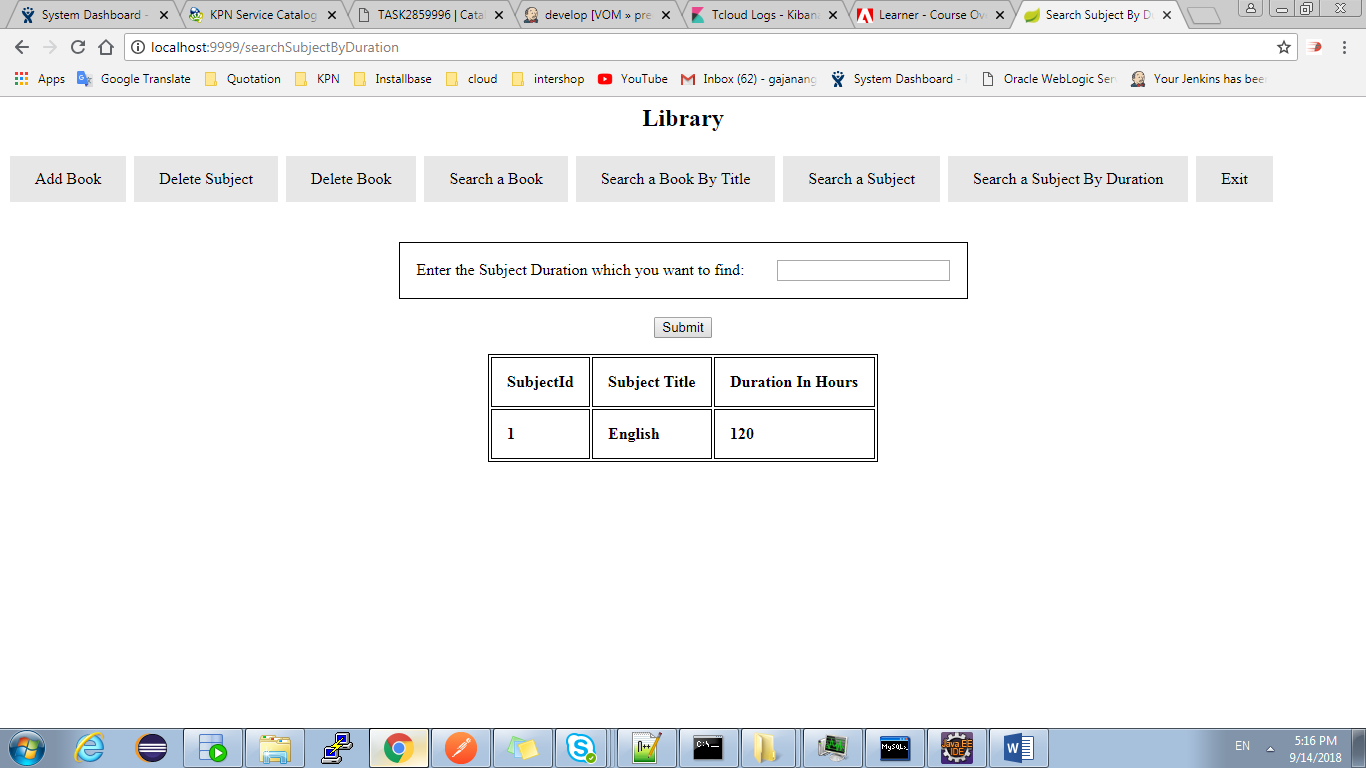 System Dashboard -
KPN Service Catalog
TASK2859996 | Cata
develop [VOM » pre
Tcloud Logs - Kibana
Learner - Course Ov
Search Subject By D
localhost:9999/searchSubjectByDuration
Apps
Google Translate
Quotation
KPN
Installbase
cloud
intershop
YouTube
Inbox (62) - gajanang
System Dashboard -
Oracle WebLogic Ser
Your Jenkins has bee
Library
Add Book
Delete Subject
Delete Book
Search a Book
Search a Book By Title
Search a Subject
Search a Subject By Duration
Exit
Enter the Subject Duration which you want to find:
Submit
SubjectId Subject Title Duration In Hours
1 English 120
EN
5:16 PM
9/14/2018